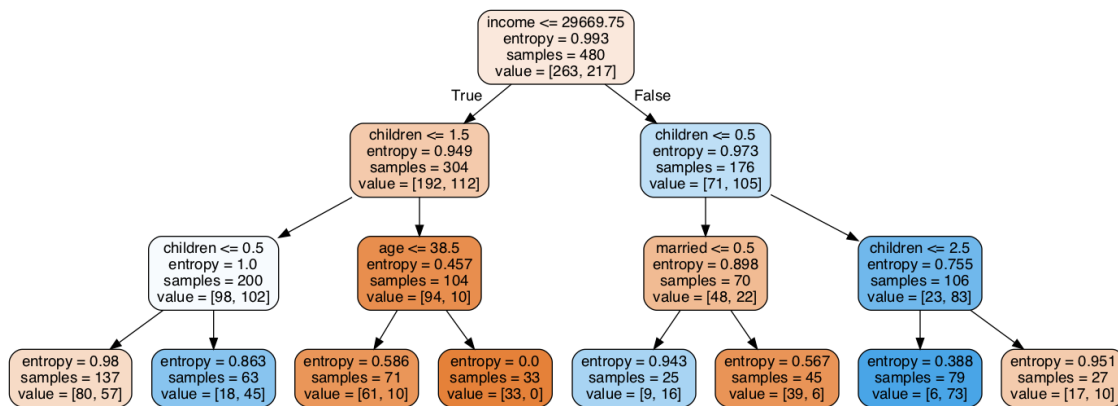 income <= 29669.75
entropy = 0.993
samples = 480
value = [263, 217]
True
False
children <= 1.5
entropy = 0.949
samples = 304
value = [192, 112]
children <= 0.5
entropy = 0.973
samples = 176
value = [71, 105]
children <= 0.5
entropy = 1.0
samples = 200
value = [98, 102]
age <= 38.5
entropy = 0.457
samples = 104
value = [94, 10]
married <= 0.5
entropy = 0.898
samples = 70
value = [48, 22]
children <= 2.5
entropy = 0.755
samples = 106
value = [23, 83]
entropy = 0.98
samples = 137
value = [80, 57]
entropy = 0.863
samples = 63
value = [18, 45]
entropy = 0.586
samples = 71
value = [61, 10]
entropy = 0.0
samples = 33
value = [33, 0]
entropy = 0.943
samples = 25
value = [9, 16]
entropy = 0.567
samples = 45
value = [39, 6]
entropy = 0.388
samples = 79
value = [6, 73]
entropy = 0.951
samples = 27
value = [17, 10]